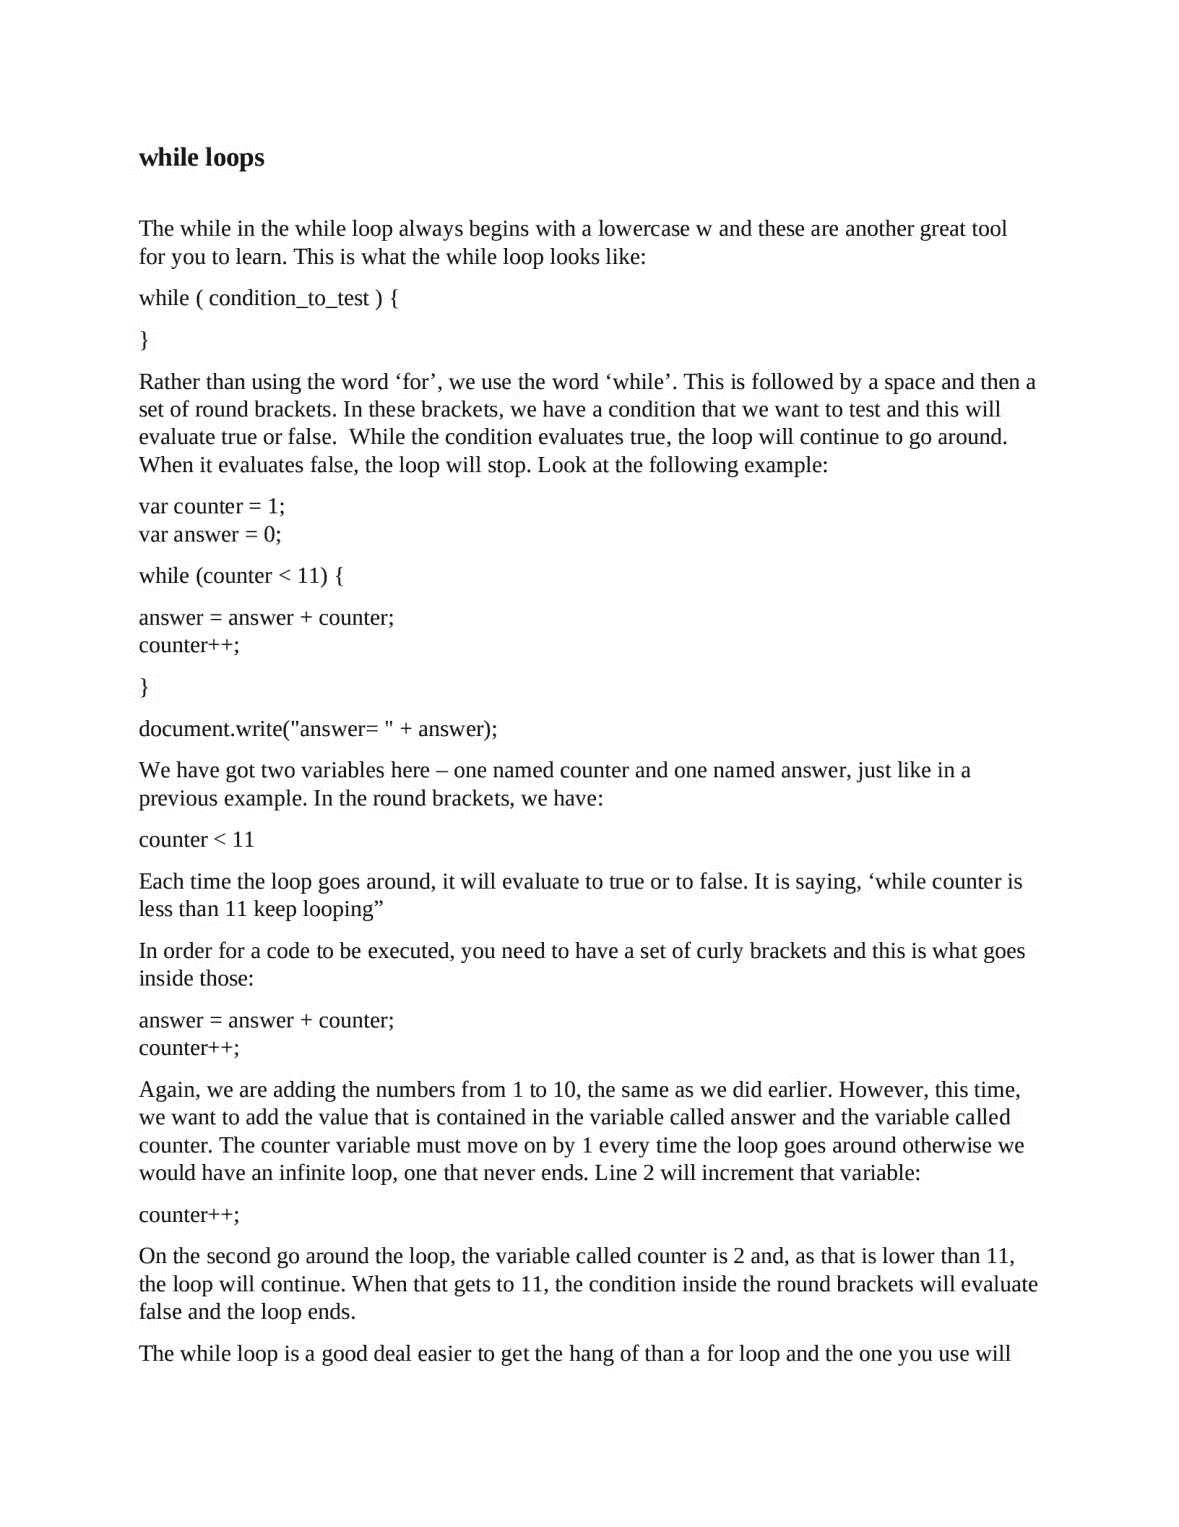 while loops
The while in the while loop always begins with a lowercase w and these are another great tool
for you to learn. This is what the while loop looks like:
while ( condition_to_test ) {
}
Rather than using the word ‘for’, we use the word ‘while’. This is followed by a space and then a
set of round brackets. In these brackets, we have a condition that we want to test and this will
evaluate true or false.  While the condition evaluates true, the loop will continue to go around.
When it evaluates false, the loop will stop. Look at the following example:
var counter = 1;
var answer = 0;
while (counter < 11) {
answer = answer + counter;
counter++;
}
document.write("answer= " + answer);
We have got two variables here – one named counter and one named answer, just like in a
previous example. In the round brackets, we have:
counter < 11
Each time the loop goes around, it will evaluate to true or to false. It is saying, ‘while counter is
less than 11 keep looping”
In order for a code to be executed, you need to have a set of curly brackets and this is what goes
inside those:
answer = answer + counter;
counter++;
Again, we are adding the numbers from 1 to 10, the same as we did earlier. However, this time,
we want to add the value that is contained in the variable called answer and the variable called
counter. The counter variable must move on by 1 every time the loop goes around otherwise we
would have an infinite loop, one that never ends. Line 2 will increment that variable:
counter++;
On the second go around the loop, the variable called counter is 2 and, as that is lower than 11,
the loop will continue. When that gets to 11, the condition inside the round brackets will evaluate
false and the loop ends.
The while loop is a good deal easier to get the hang of than a for loop and the one you use will